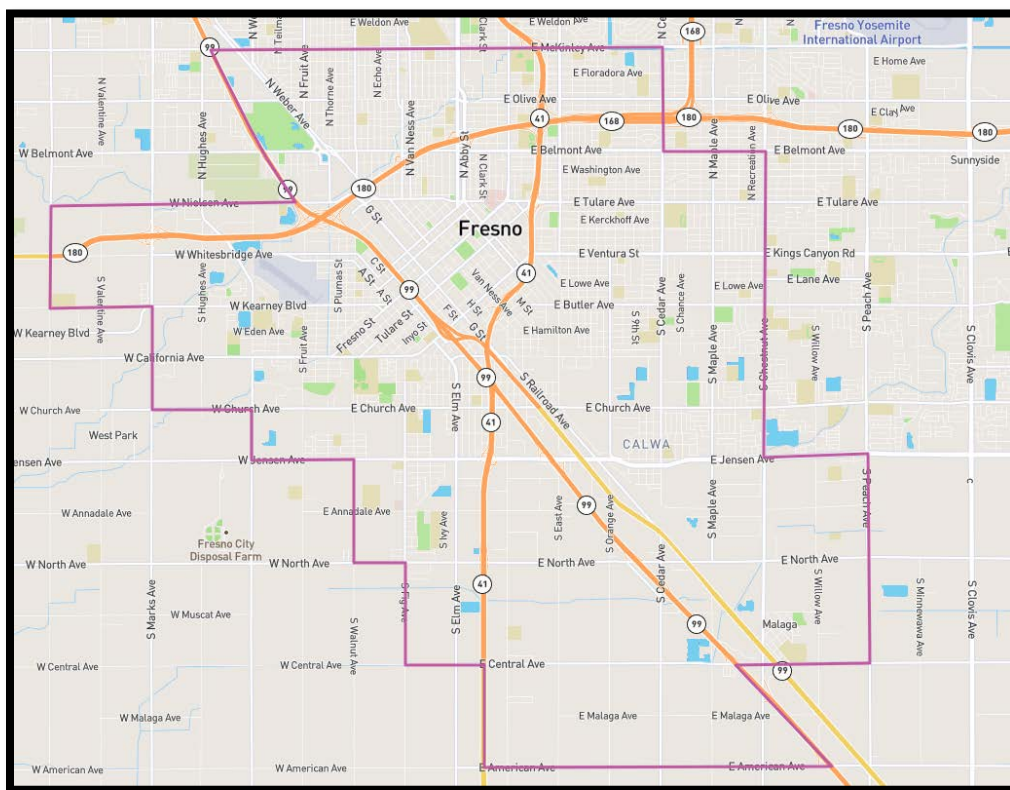 E Weldon Ave
E Weldon Ave
Fresno Yosemite
International Airport
99
N Teilma
N Fruit Ave
N Echo Ave
Clark St
E McKinley Ave
168
E Floradora Ave
E Home Ave
N Valentine Ave
N Weber Ave
N Thorne Ave
E Olive Ave
E Olive Ave
E Clay Ave
41
168
180
180
180
N Hughes Ave
N Van Ness Ave
N Abby St
N Maple Ave
N Recreation Ave
W Belmont Ave
E Belmont Ave
E Belmont Ave
Sunnyside
N Clark St
E Washington Ave
99
180
W Nielsen Ave
G St
E Tulare Ave
E Tulare Ave
Fresno
E Kerckhoff Ave
180
W Whitesbridge Ave
E Ventura St
E Kings Canyon Rd
C St
A St
A St
S Plumas St
41
Van Ness Ave
E Lowe Ave
E Lowe Ave
E Lane Ave
S Valentine Ave
S Hughes Ave
99
H St
M St
S Chance Ave
S Peach Ave
W Kearney Blvd
F St
E Butler Ave
S Cedar Ave
W Kearney Blvd
W Eden Ave
Fresno St
Tulare St
Inyo St
G St
E Hamilton Ave
S 9th St
S Maple Ave
S Chestnut Ave
S Willow Ave
S Clovis Ave
W California Ave
S Fruit Ave
99
S Elm Ave
S Railroad Ave
W Church Ave
W Church Ave
E Church Ave
E Church Ave
41
West Park
CALWA
Jensen Ave
W Jensen Ave
E Jensen Ave
S Peach Ave
c
W Annadale Ave
E Annadale Ave
99
S Ivy Ave
S East Ave
S Orange Ave
S Maple Ave
Fresno City
Disposal Farm
W North Ave
W North Ave
E North Ave
E North Ave
41
S Marks Ave
S Fig Ave
S Elm Ave
S Cedar Ave
S Willow Ave
S Minnewawa Ave
S Clovis Ave
W Muscat Ave
S Walnut Ave
99
Malaga
W Central Ave
W Central Ave
E Central Ave
99
W Malaga Ave
E Malaga Ave
E Malaga Ave
W American Ave
W American Ave
E American Ave
E American Ave